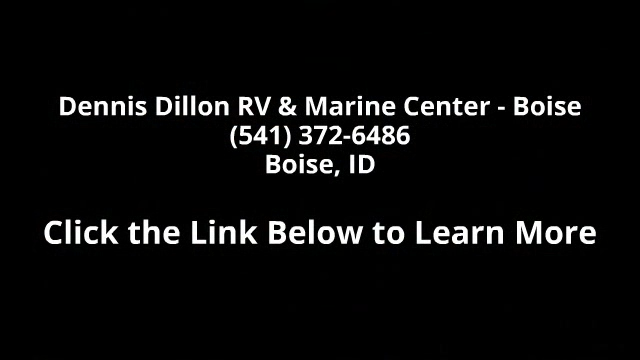 Dennis Dillon RV & Marine Center - Boise
(541) 372-6486
Boise, ID
Click the Link Below to Learn More